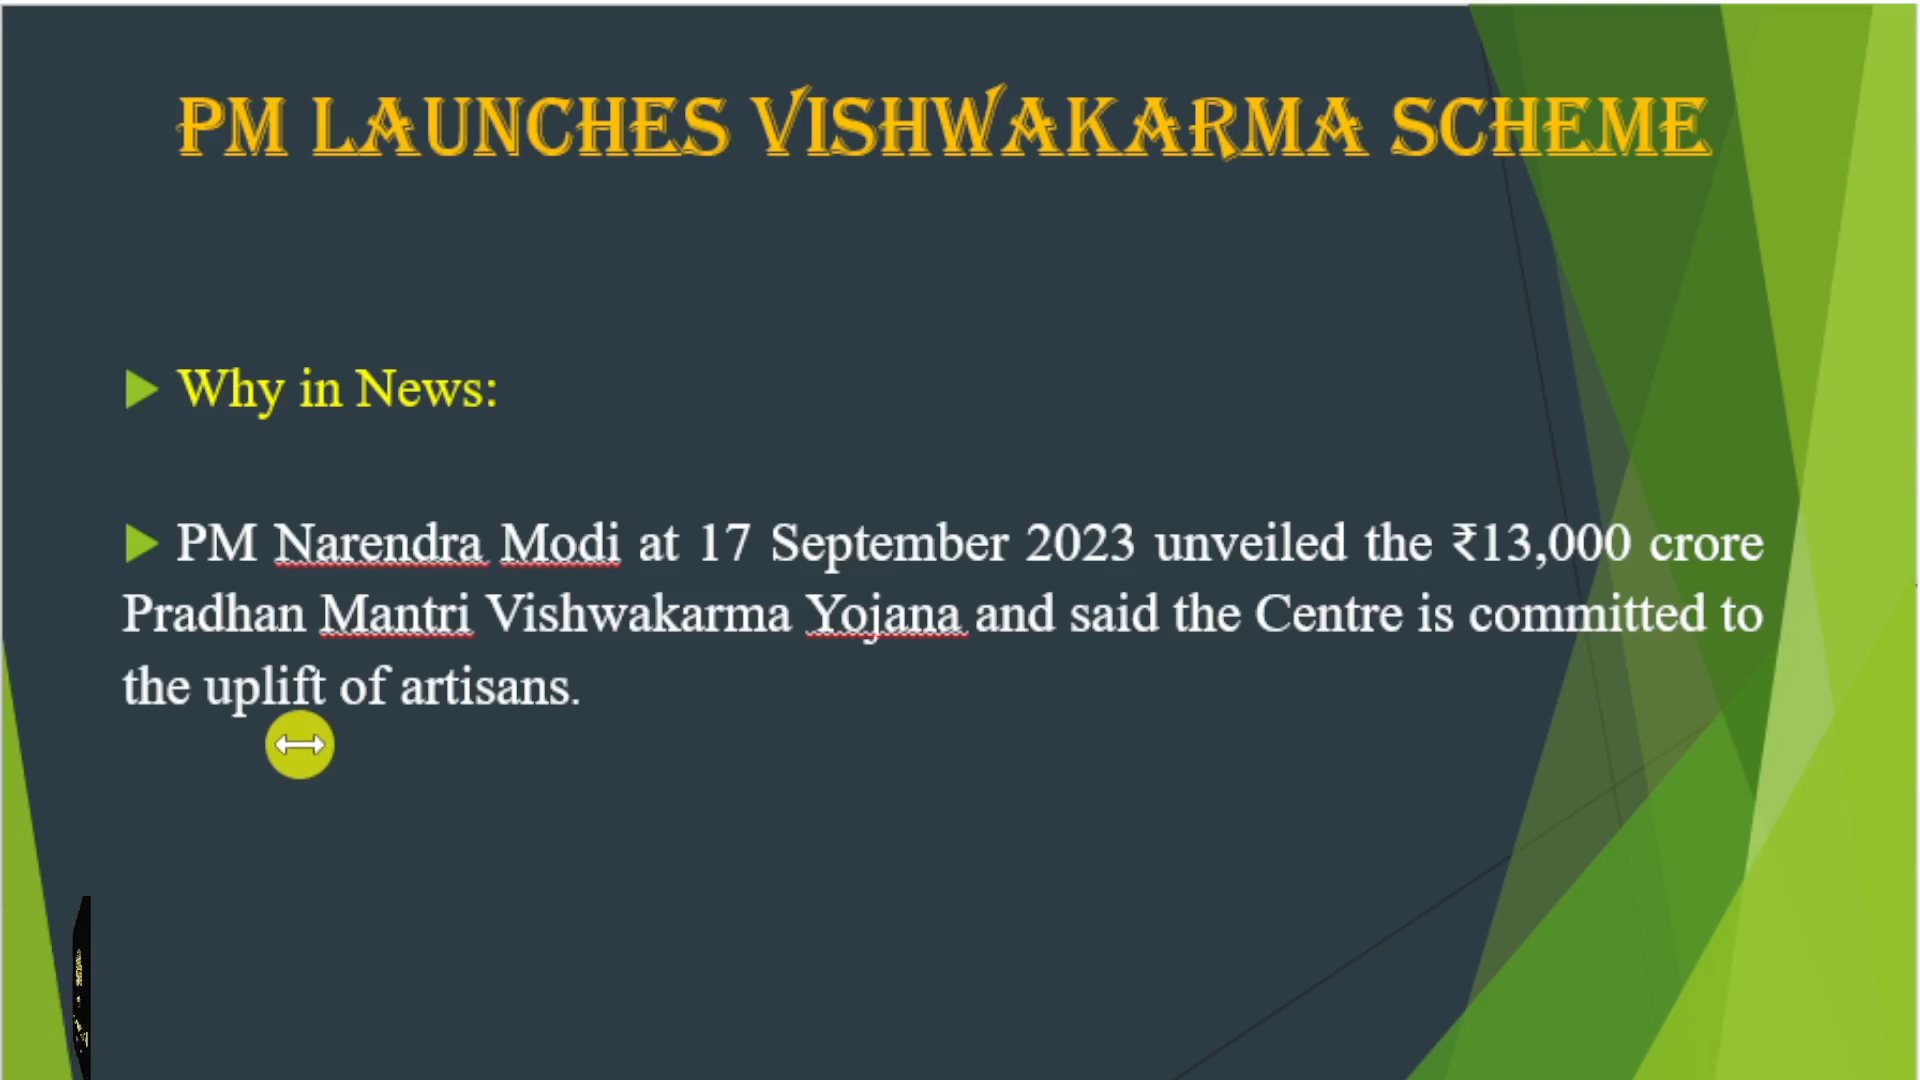 PM LAUNCHES VISHWAKARMA SCHEME
Why in News:
PM Narendra Modi at 17 September 2023 unveiled the ₹13,000 crore
Pradhan Mantri Vishwakarma Yojana and said the Centre is committed to
the uplift of artisans.